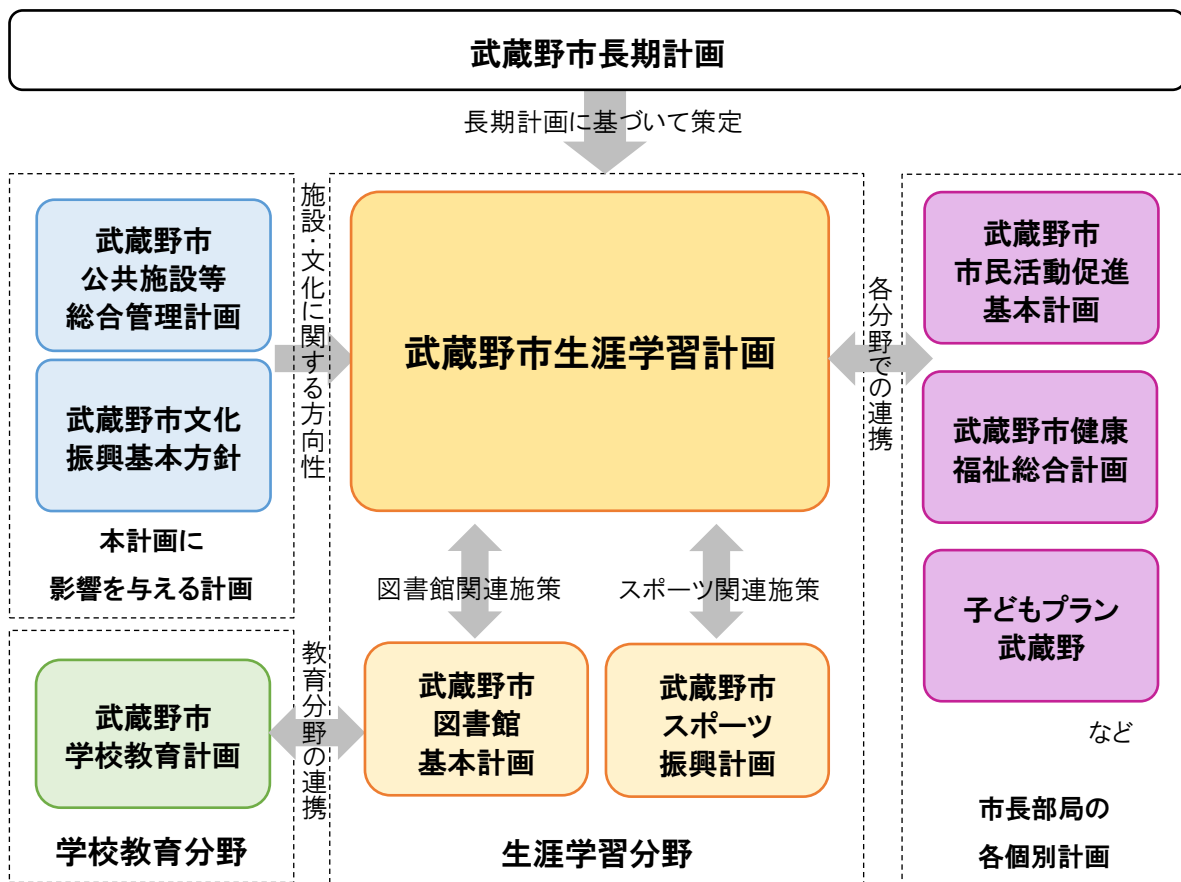 武蔵野市長期計画
長期計画に基づいて策定
武蔵野市
公共施設等
総合管理計画
武蔵野市文化
振興基本方針
本計画に
影響を与える計画
施設・文化に関する方向性
武蔵野市生涯学習計画
各分野での連携
武蔵野市
市民活動促進
基本計画
武蔵野市健康
福祉総合計画
子どもプラン
武蔵野
など
市長部局の
各個別計画
図書館関連施策
スポーツ関連施策
武蔵野市
学校教育計画
学校教育分野
教育分野の連携
武蔵野市
図書館
基本計画
武蔵野市
スポーツ
振興計画
生涯学習分野